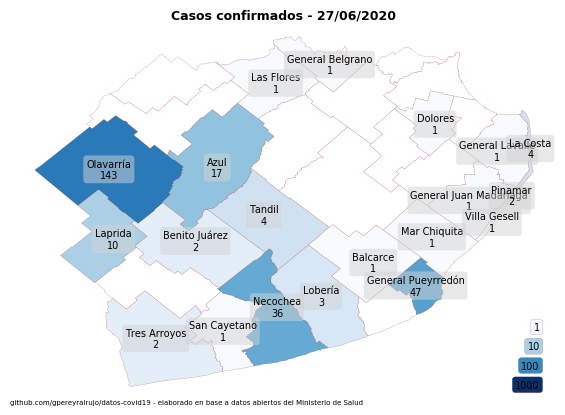 Casos confirmados - 27/06/2020
General Belgrano
1
Las Flores
1
Dolores
1
General Lavalle
1
La Costa
4
Olavarría
143
Azul
17
Pinamar
2
General Juan Madariaga
1
Villa Gesell
1
Tandil
4
Laprida
10
Benito Juárez
2
Mar Chiquita
1
Balcarce
1
General Pueyrredón
47
Lobería
3
Necochea
36
San Cayetano
1
Tres Arroyos
2
1
10
100
1000
github.com/gpereyrairujo/datos-covid19 - elaborado en base a datos abiertos del Ministerio de Salud